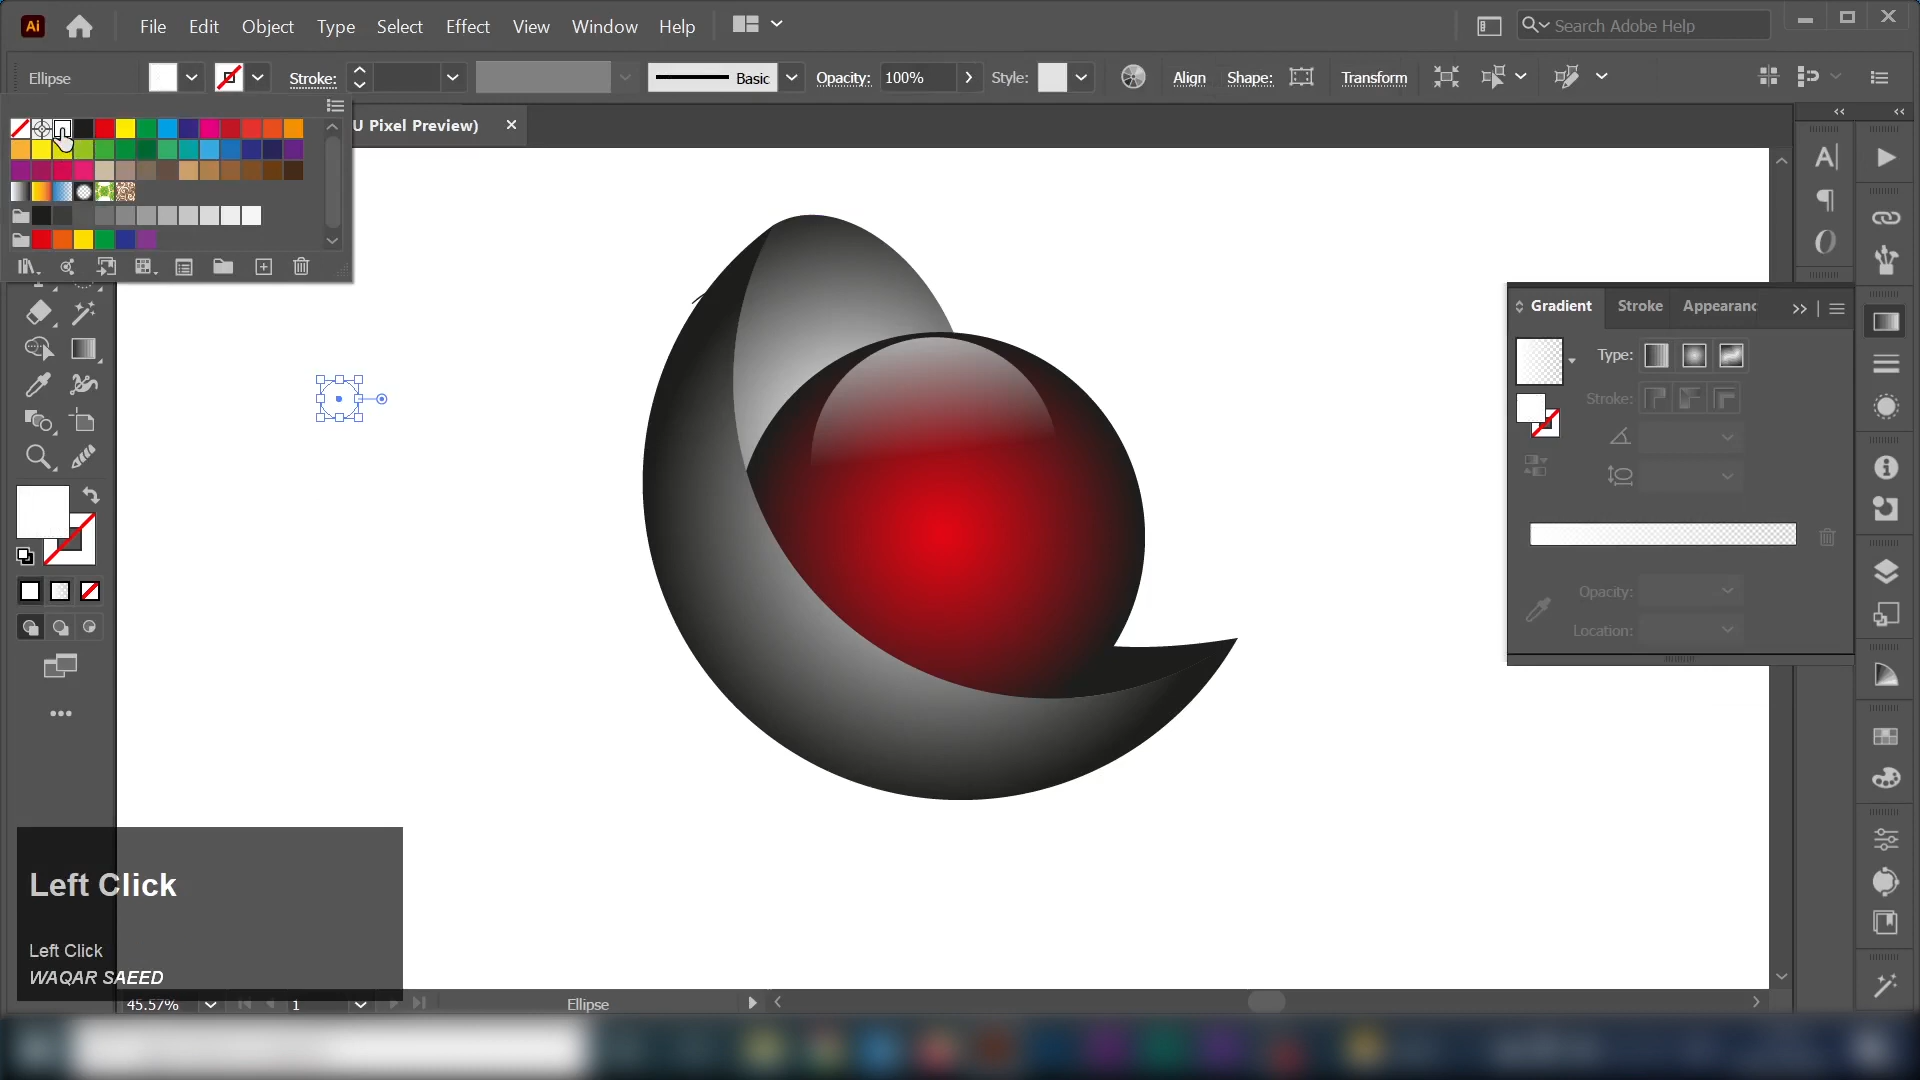 Ai File Edit Object Type Select Effect View Window Help Search Adobe Help
Ellipse Stroke: Basic Opacity: 100% Style: Align Shape: Transform
U Pixel Preview)
Gradient Stroke Appearanc
Type:
Stroke:
Opacity:
Location:
Left Click
Left Click
WAQAR SAEED
45.57% 1 Ellipse